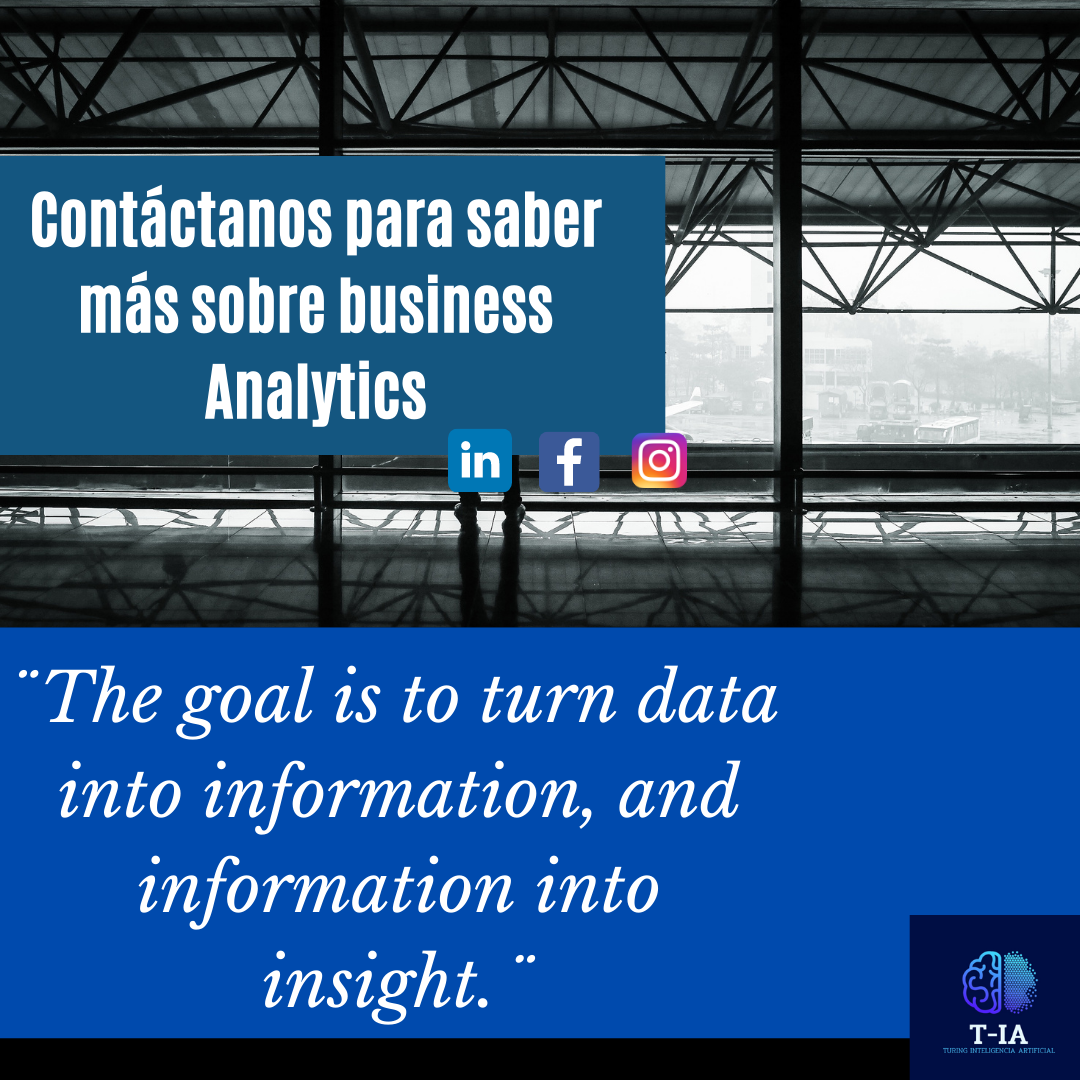 Contáctanos para saber
más sobre business
Analytics
in
f
¨The goal is to turn data
into information, and
information into
insight. ¨
T-IA
TURING INTELIGENCIA ARTIFICIAL